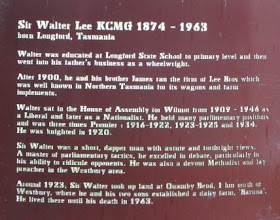 Sir Walter Lee KCMG 1874 - 1963
born Longford, Tasmania
Walter was educated at Longford State School to primary level and then
went into his father's business as a wheelwright.
After 1900, he and his brother James ran the firm of Lee Bros which
was well known in Northern Tasmania for its wagons and farm
implements.
Walter sat in the House of Assembly for Wilmot from 1909 - 1946 as
a Liberal and later as a Nationalist. He held many parliamentary positions
and was three times Premier : 1916-1922, 1923-1925 and 1934.
He was knighted in 1920.
Sir Walter was a short, dapper man with astute and forthright views.
A master of parliamentary tactics, he excelled in debate, particularly in
his ability to ridicule opponents. He was also a devout Methodist and lay
preacher in the Westbury area.
Around 1923, Sir Walter took up land at Quamby Bend, 1 km north of
Westbury, where he and his two sons established a dairy farm,
He lived there until his death in 1963.